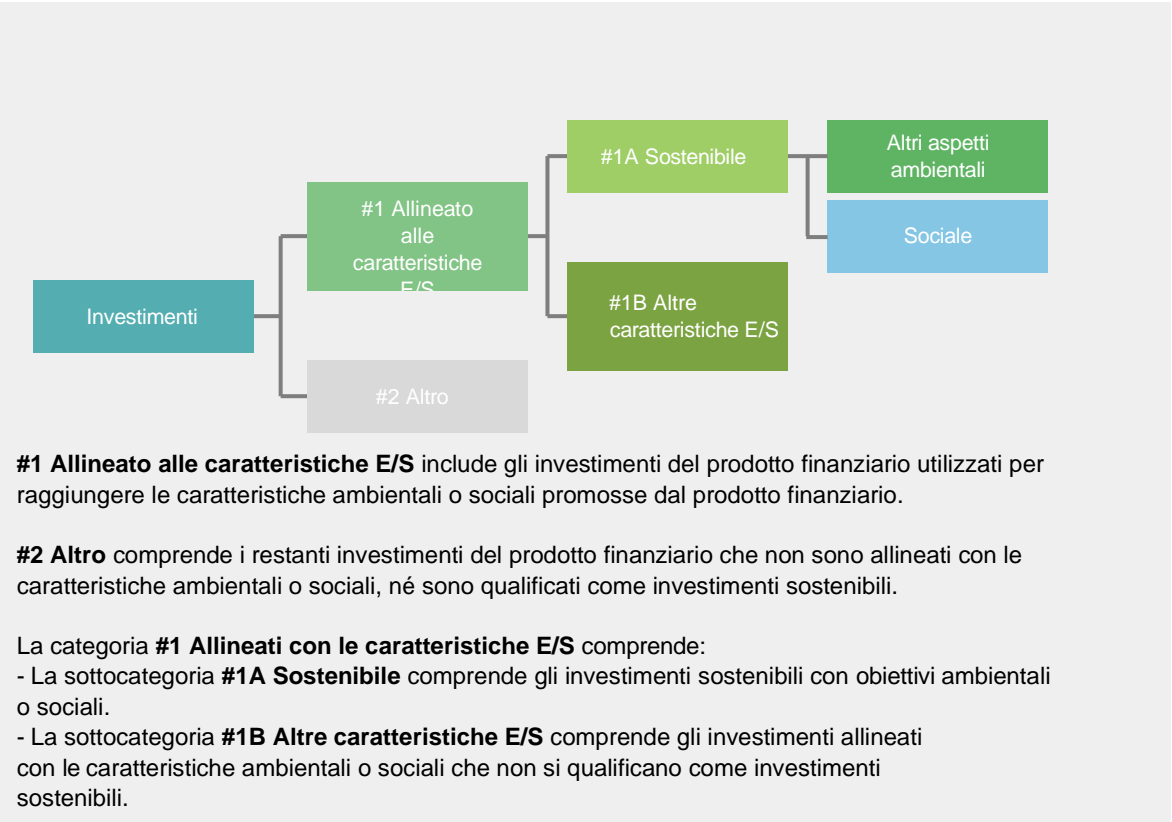 #1A Sostenibile
Altri aspetti
ambientali
#1 Allineato
alle
caratteristiche
E/S
Sociale
Investimenti
#1B Altre
caratteristiche E/S
#2 Altro
#1 Allineato alle caratteristiche E/S include gli investimenti del prodotto finanziario utilizzati per
raggiungere le caratteristiche ambientali o sociali promosse dal prodotto finanziario.
#2 Altro comprende i restanti investimenti del prodotto finanziario che non sono allineati con le
caratteristiche ambientali o sociali, né sono qualificati come investimenti sostenibili.
La categoria #1 Allineati con le caratteristiche E/S comprende:
- La sottocategoria #1A Sostenibile comprende gli investimenti sostenibili con obiettivi ambientali
o sociali.
- La sottocategoria #1B Altre caratteristiche E/S comprende gli investimenti allineati
con le caratteristiche ambientali o sociali che non si qualificano come investimenti
sostenibili.